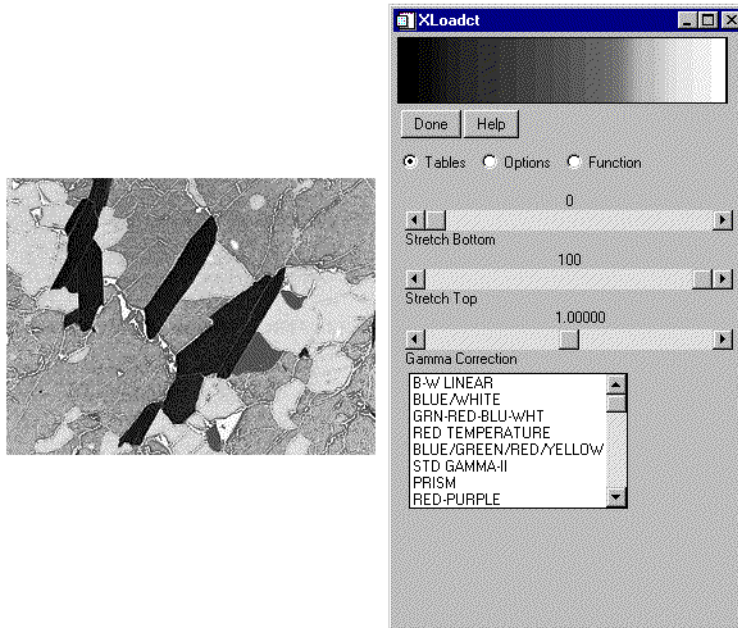 XLoadct
Done Help
Tables Options Function
0
Stretch Bottom
100
Stretch Top
1.00000
Gamma Correction
B-W LINEAR
BLUE/WHITE
GRN-RED-BLU-WHT
RED TEMPERATURE
BLUE/GREEN/RED/YELLOW
STD GAMMA-II
PRISM
RED-PURPLE